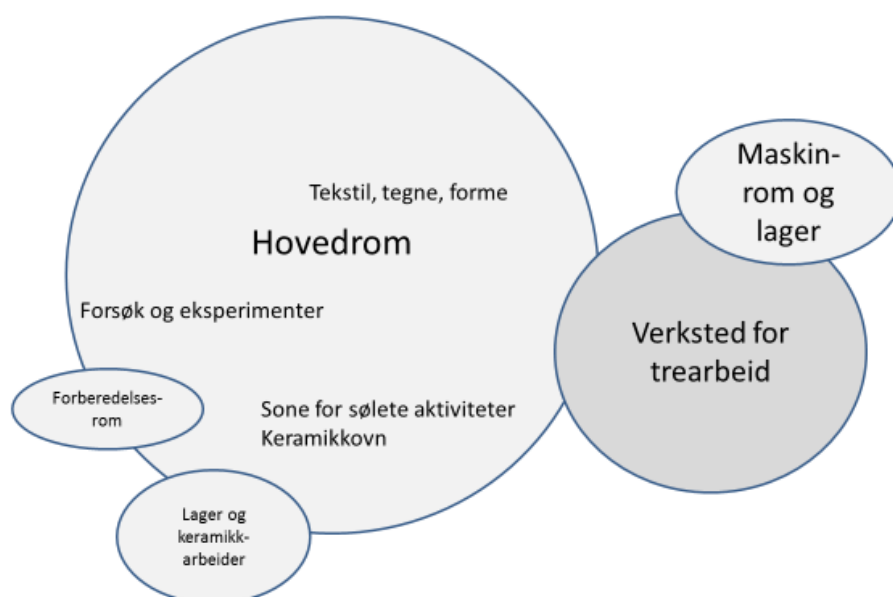 Maskin-
rom og
lager
Tekstil, tegne, forme
Hovedrom
Forsøk og eksperimenter
Verksted for
trearbeid
Forberedelses-
rom
Sone for sølete aktiviteter
Keramikkovn
Lager og
keramikk-
arbeider